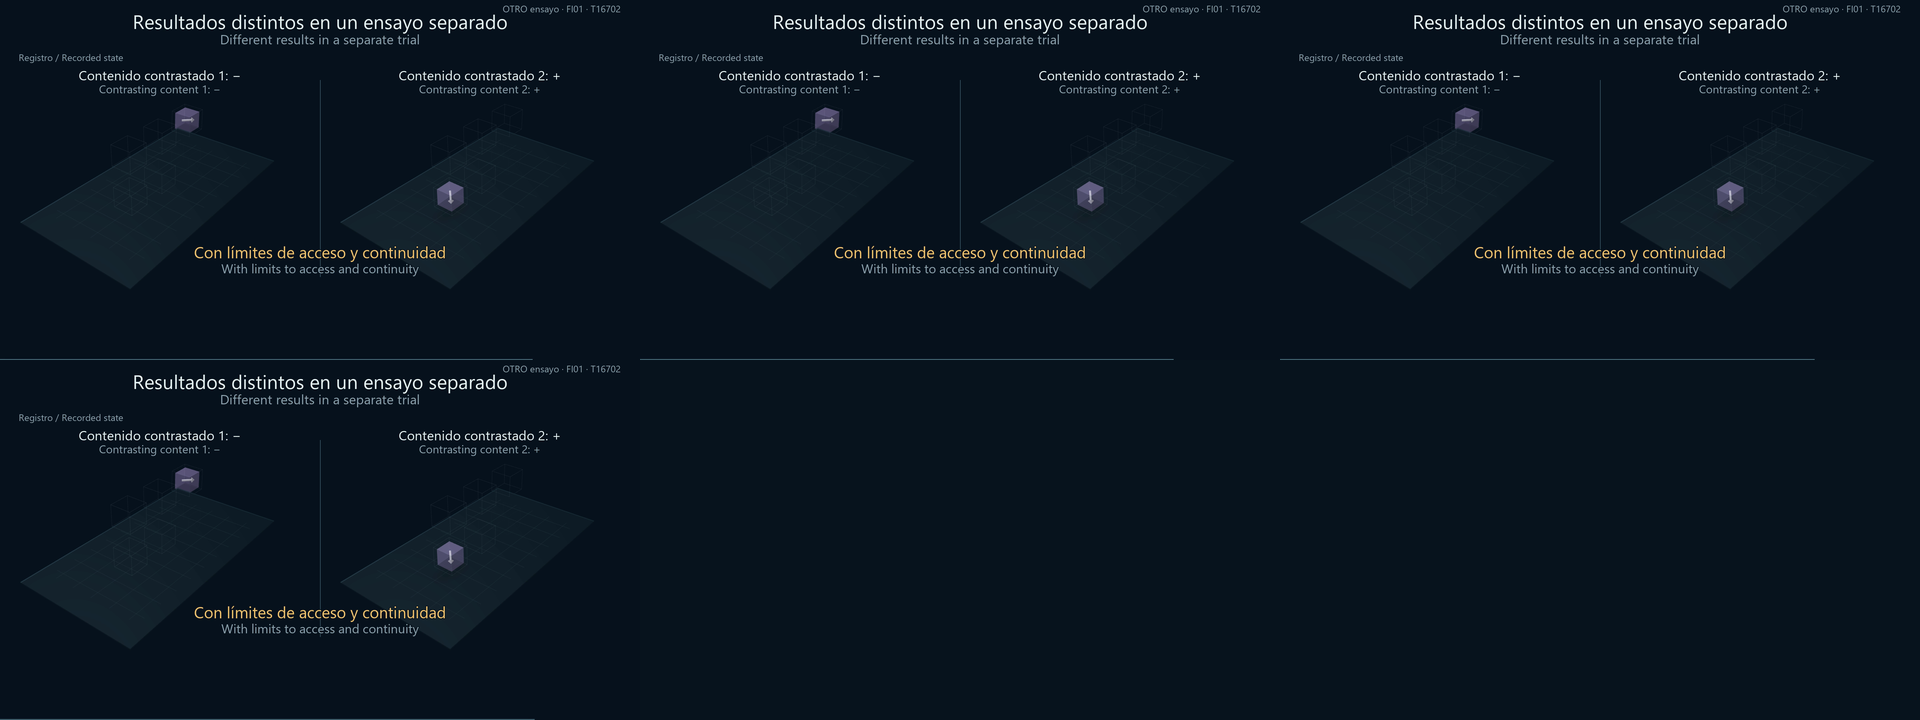 OTRO ensayo · FI01 · T16702
Resultados distintos en un ensayo separado
Different results in a separate trial
Registro / Recorded state
Contenido contrastado 1: −
Contrasting content 1: −
Contenido contrastado 2: +
Contrasting content 2: +
Con límites de acceso y continuidad
With limits to access and continuity
OTRO ensayo · FI01 · T16702
Resultados distintos en un ensayo separado
Different results in a separate trial
Registro / Recorded state
Contenido contrastado 1: −
Contrasting content 1: −
Contenido contrastado 2: +
Contrasting content 2: +
Con límites de acceso y continuidad
With limits to access and continuity
OTRO ensayo · FI01 · T16702
Resultados distintos en un ensayo separado
Different results in a separate trial
Registro / Recorded state
Contenido contrastado 1: −
Contrasting content 1: −
Contenido contrastado 2: +
Contrasting content 2: +
Con límites de acceso y continuidad
With limits to access and continuity
OTRO ensayo · FI01 · T16702
Resultados distintos en un ensayo separado
Different results in a separate trial
Registro / Recorded state
Contenido contrastado 1: −
Contrasting content 1: −
Contenido contrastado 2: +
Contrasting content 2: +
Con límites de acceso y continuidad
With limits to access and continuity